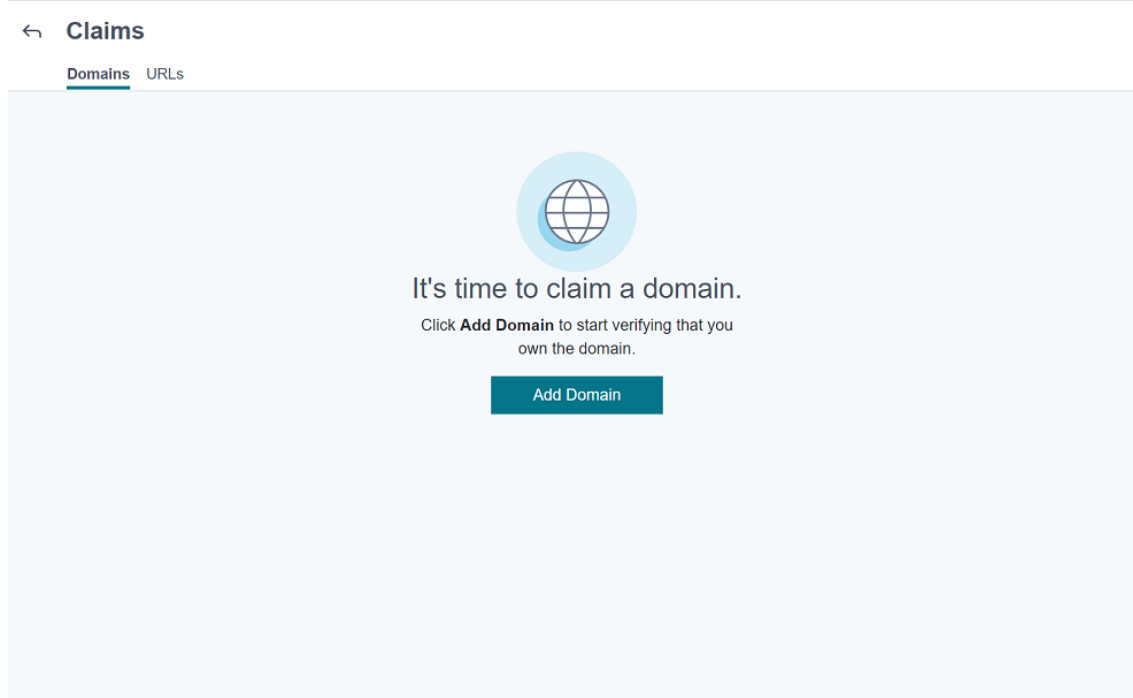 Claims
Domains URLs
It's time to claim a domain.
Click Add Domain to start verifying that you
own the domain.
Add Domain